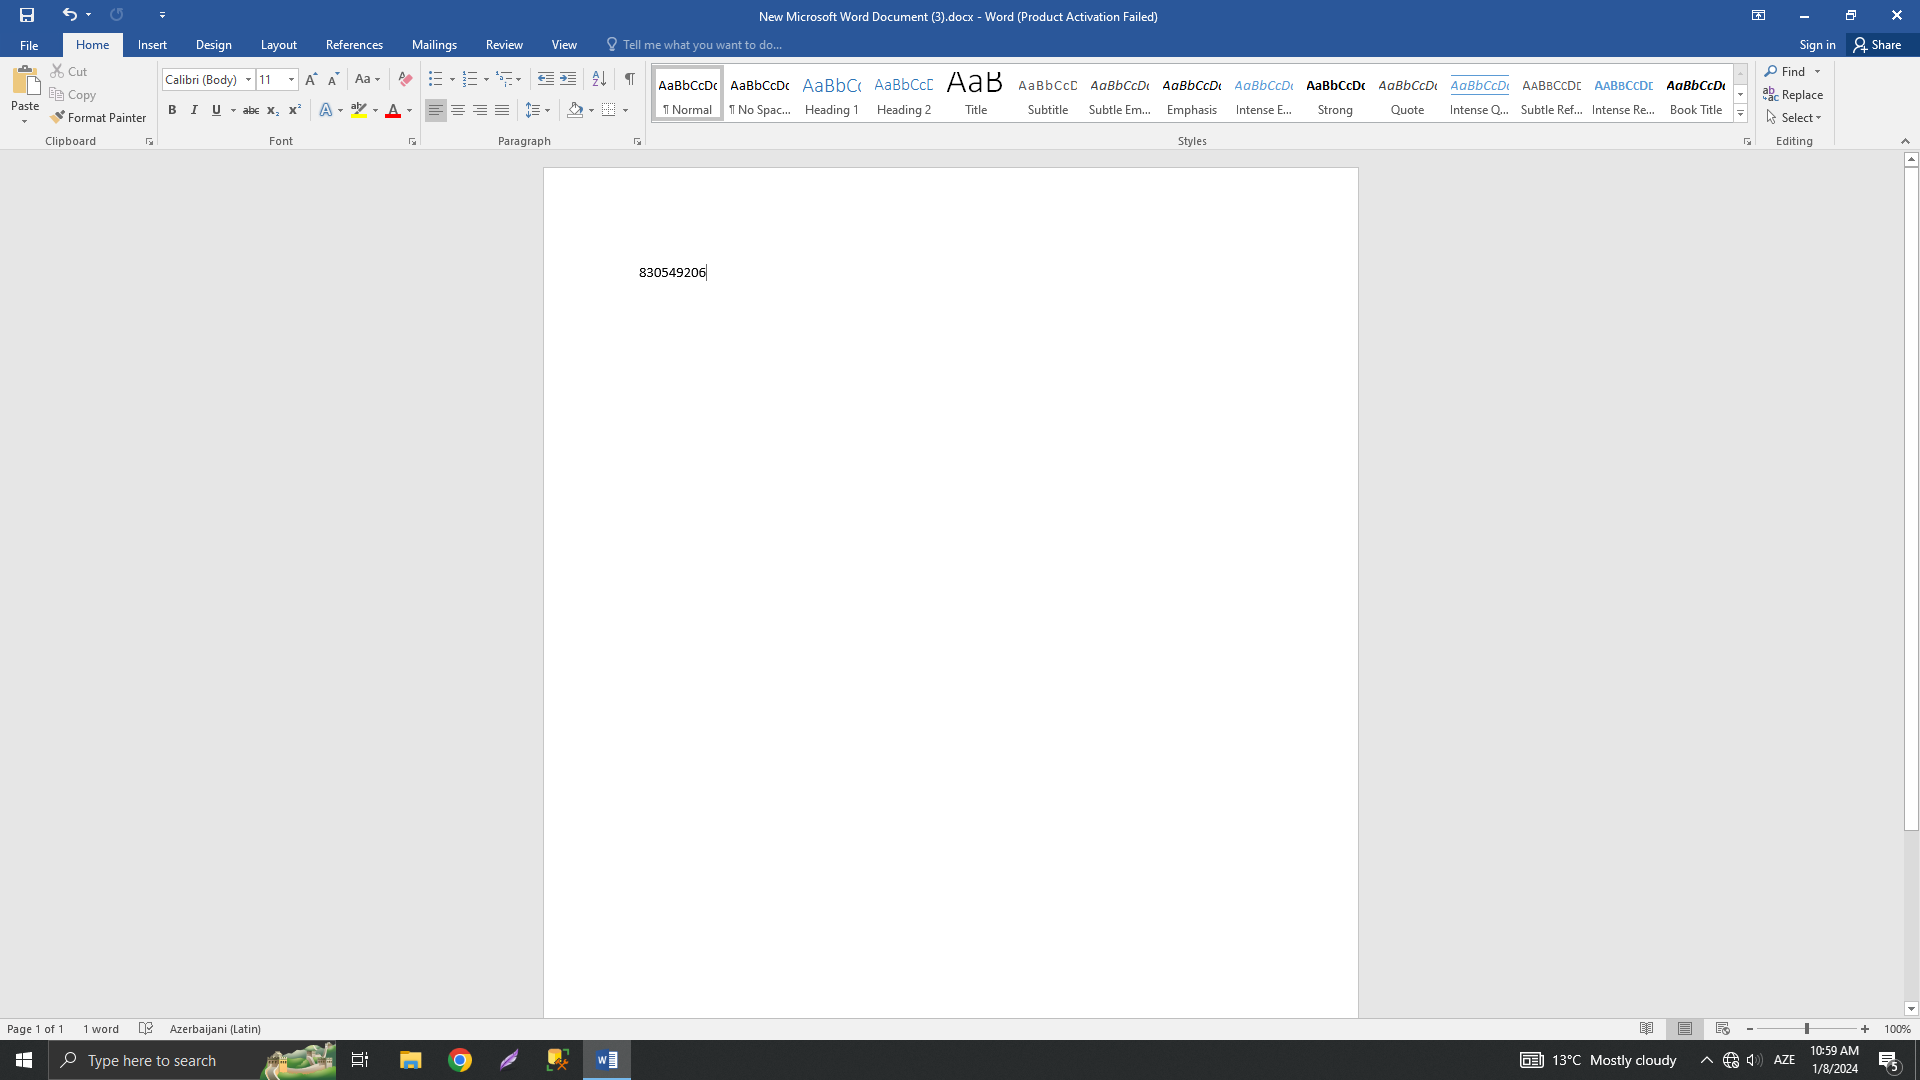 New Microsoft Word Document (3).docx - Word (Product Activation Failed)
File Home Insert Design Layout References Mailings Review View Tell me what you want to do... Sign in Share
Paste
Cut
Copy
Format Painter
Clipboard
Calibri (Body) 11
Font
Paragraph
AaBbCcDc AaBbCcDc AaBbCc AaBbCcD AaB AaBbCcD AaBbCcDc AaBbCcDc AaBbCcDc AaBbCcDc AaBbCcDc AaBbCcDc AABBCCDE AABBCCDE AaBbCcDc
¶ Normal ¶ No Spac... Heading 1 Heading 2 Title Subtitle Subtle Em... Emphasis Intense E... Strong Quote Intense Q... Subtle Ref... Intense Re... Book Title
Styles
Find
Replace
Select
Editing
830549206
Page 1 of 1 1 word Azerbaijani (Latin) 100%
Type here to search 13°C Mostly cloudy AZE 10:59 AM
1/8/2024 5